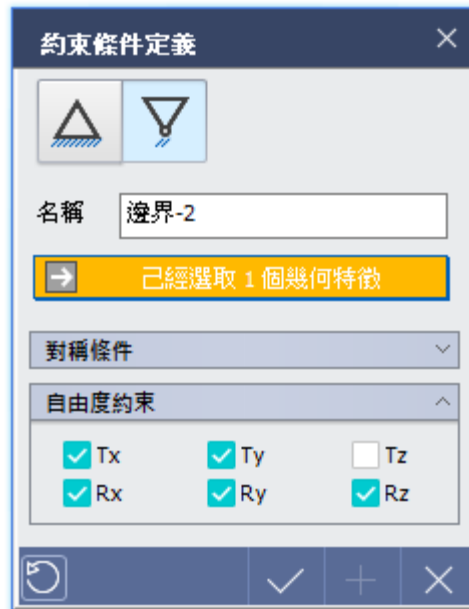 約束條件定義
名稱
邊界-2
已經選取 1 個幾何特徵
對稱條件
自由度約束
Tx Ty Tz
Rx Ry Rz